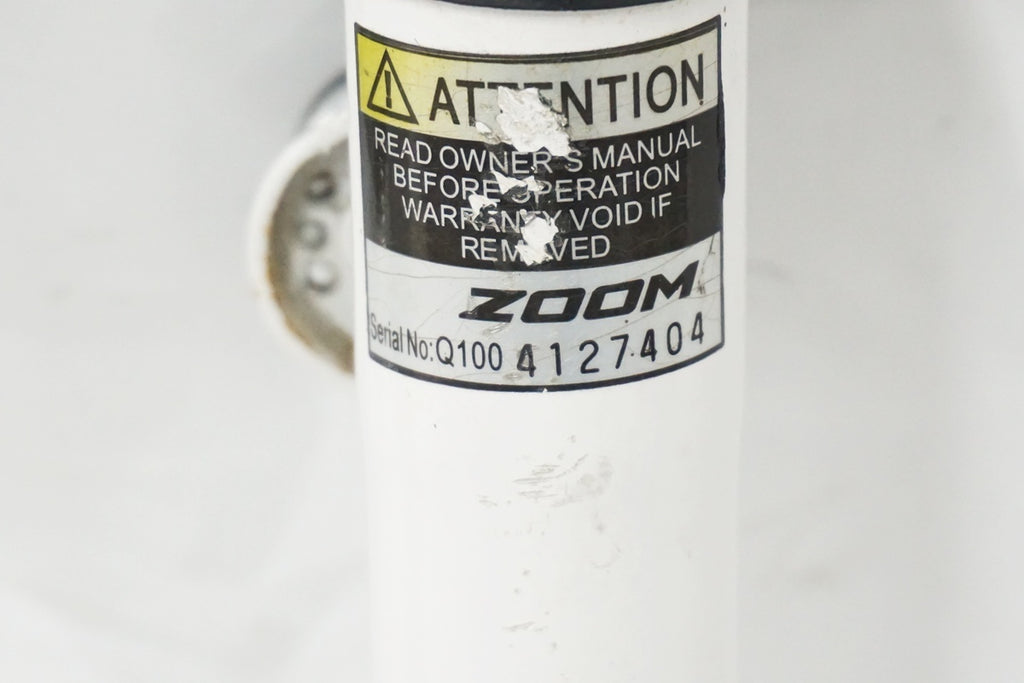 ATTENTION
READ OWNER'S MANUAL
BEFORE OPERATION
WARRANTY VOID IF
REMOVED
ZOOM
Serial No:Q100 4127404